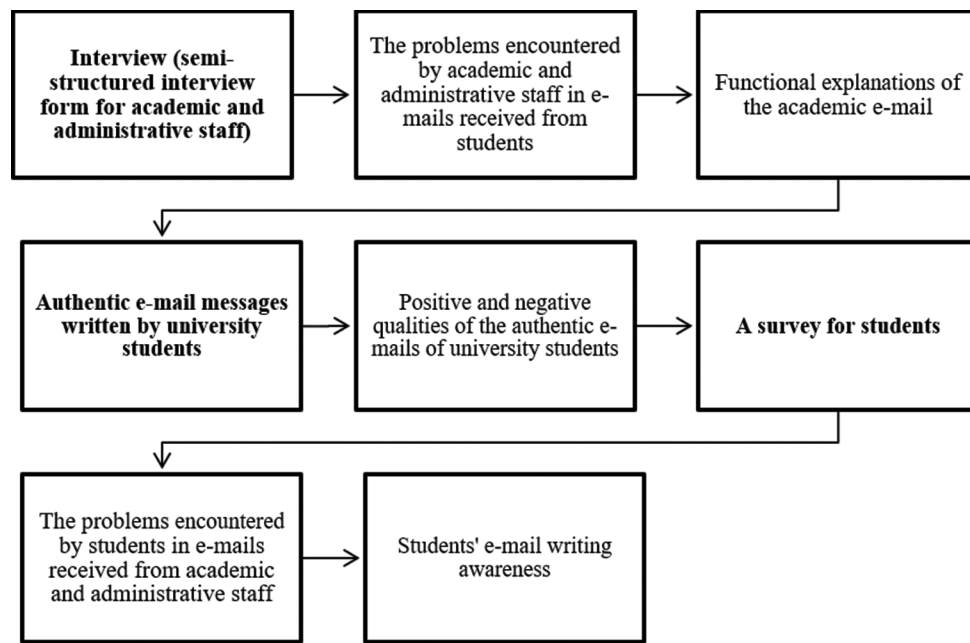 Interview (semi-
structured interview
form for academic and
administrative staff)
The problems encountered
by academic and
administrative staff in e-
mails received from
students
Functional explanations of
the academic e-mail
Authentic e-mail messages
written by university
students
Positive and negative
qualities of the authentic e-
mails of university students
A survey for students
The problems encountered
by students in e-mails
received from academic
and administrative staff
Students' e-mail writing
awareness